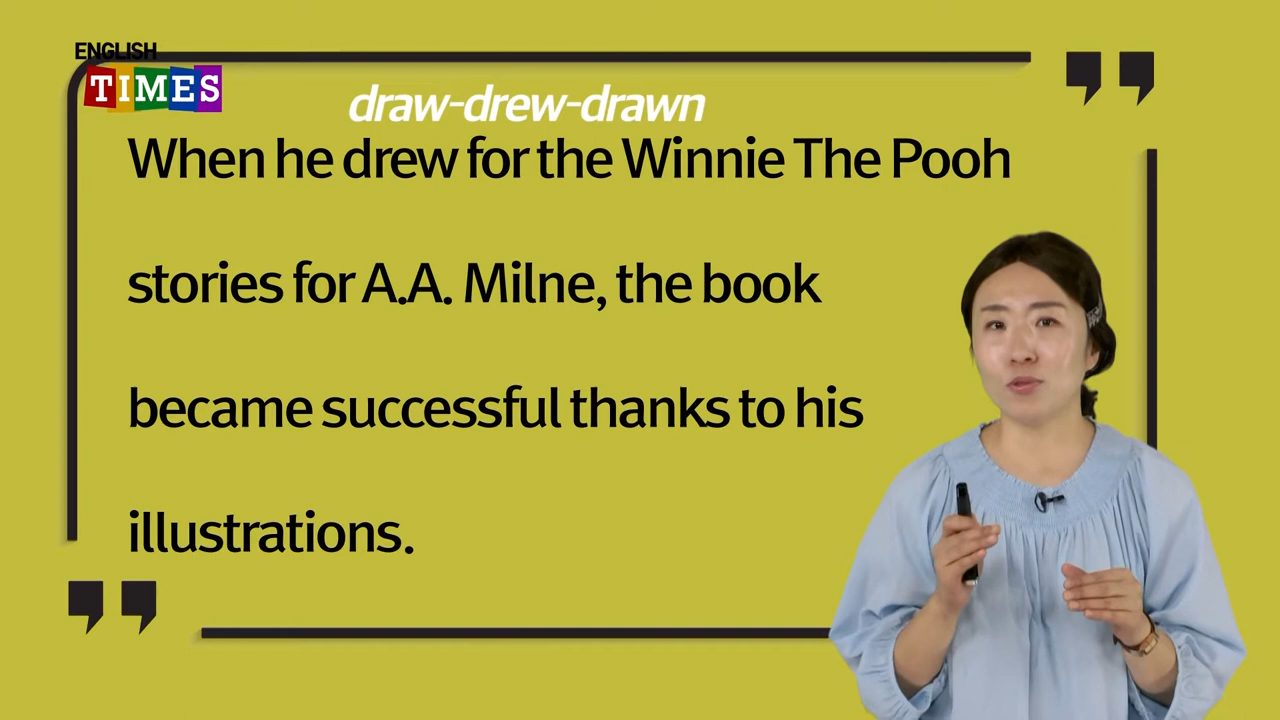 ENGLISH
TIMES
draw-drew-drawn
When he drew for the Winnie The Pooh
stories for A.A. Milne, the book
became successful thanks to his
illustrations.